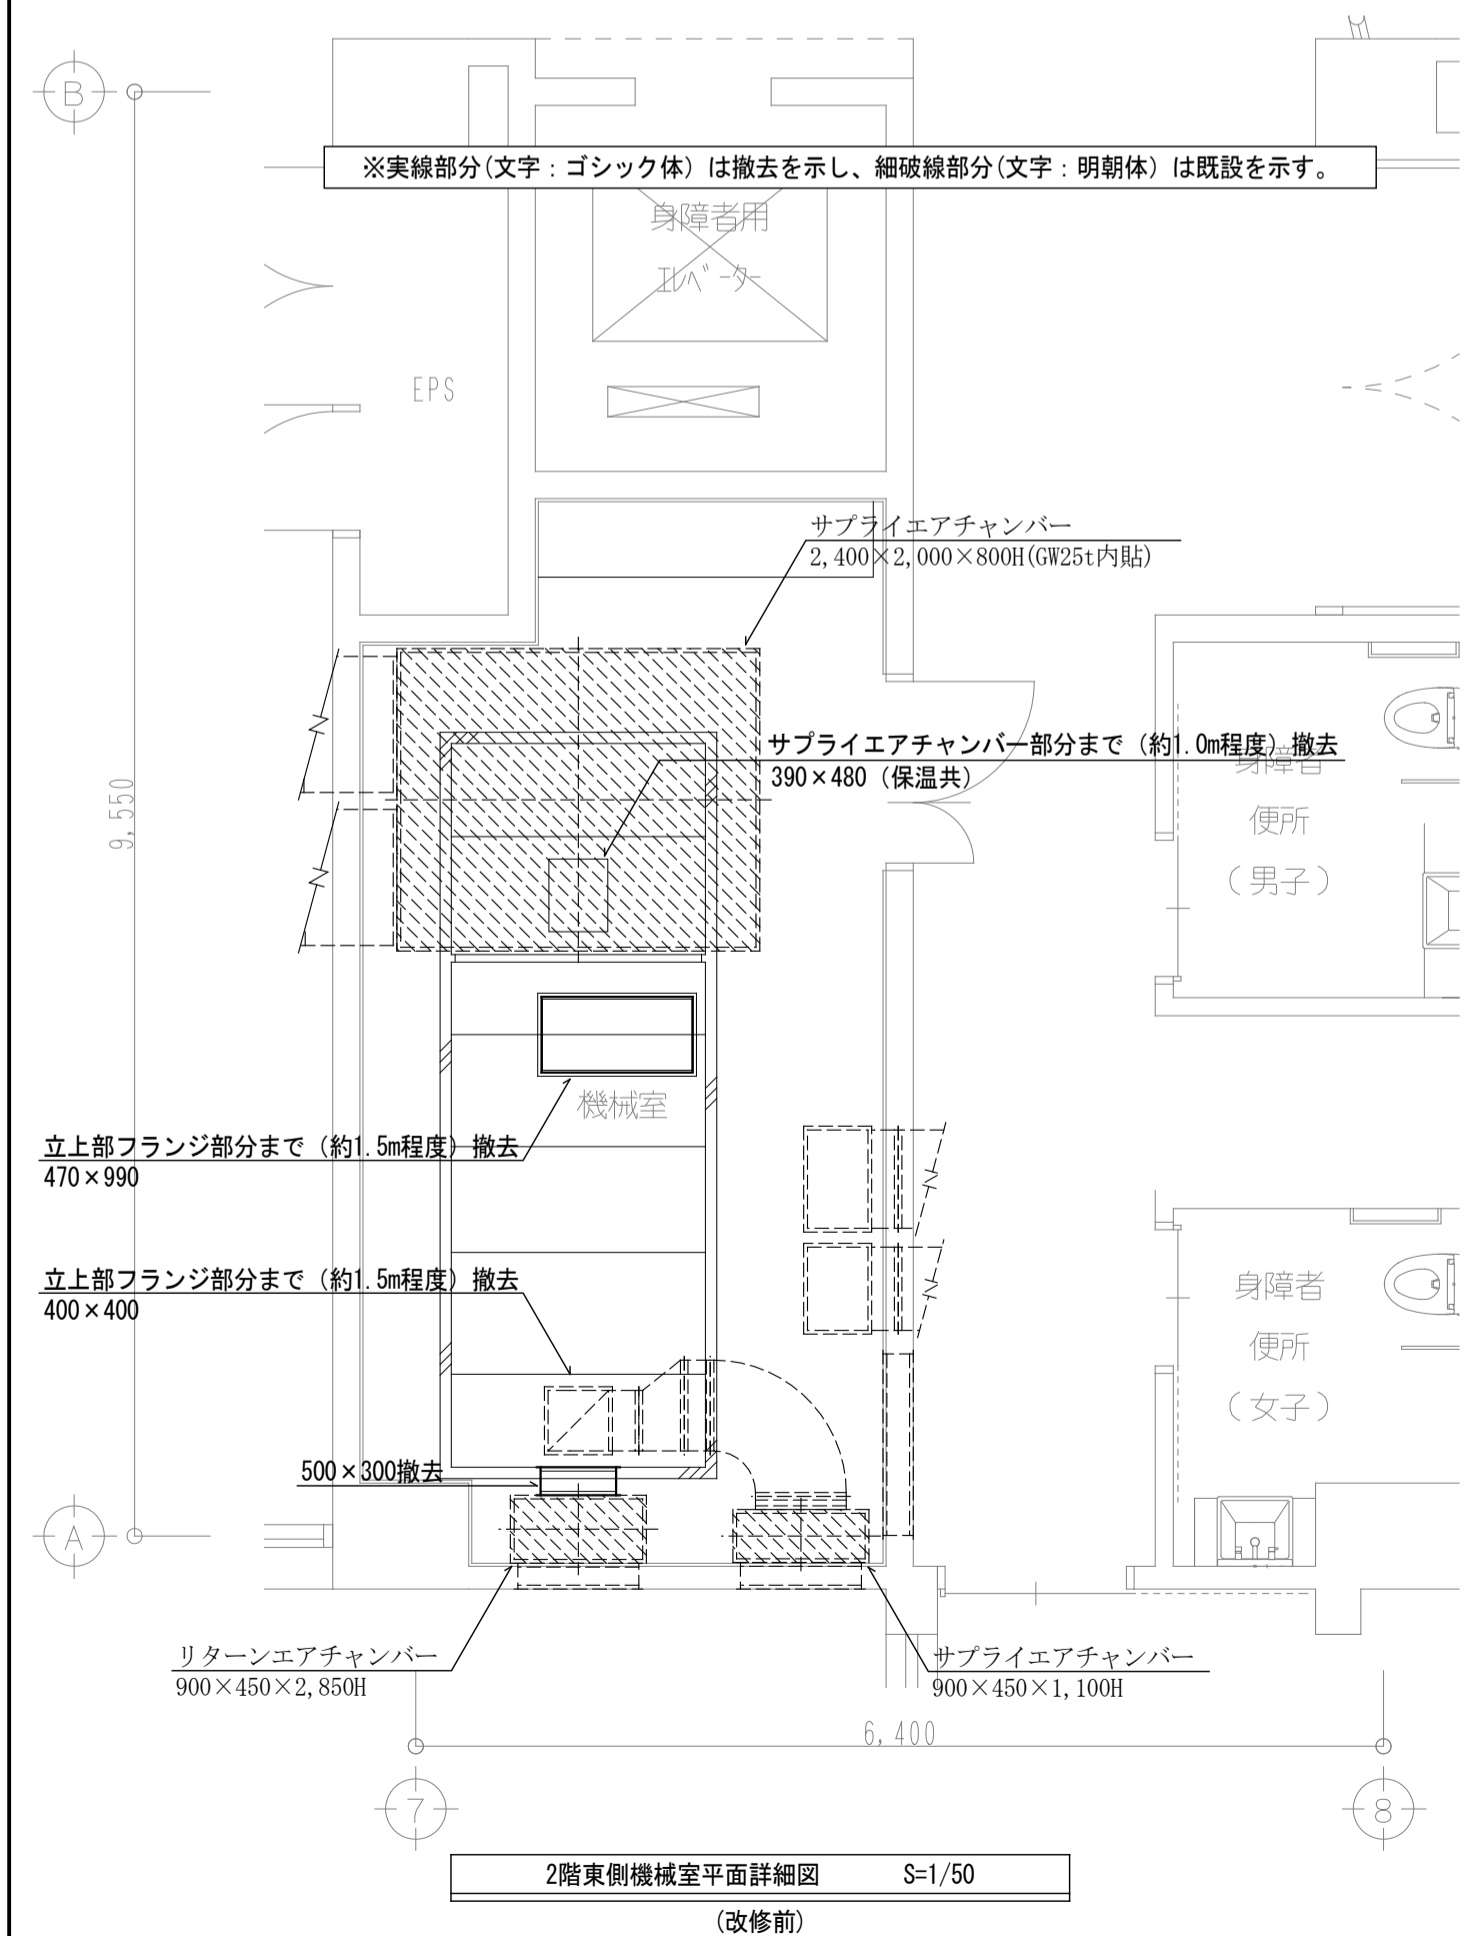 B
※実線部分(文字：ゴシック体）は撤去を示し、細破線部分(文字：明朝体）は既設を示す。
身障者用
エレベーター
EPS
サプライエアチャンバー
2,400×2,000×800H(GW25t内貼)
サプライエアチャンバー部分まで（約1.0m程度）撤去
390×480（保温共）
身障者
便所
（男子）
9,550
機械室
立上部フランジ部分まで（約1.5m程度）撤去
470×990
立上部フランジ部分まで（約1.5m程度）撤去
400×400
身障者
便所
（女子）
500×300撤去
A
リターンエアチャンバー
900×450×2,850H
サプライエアチャンバー
900×450×1,100H
6,400
7
8
2階東側機械室平面詳細図 S=1/50
(改修前)